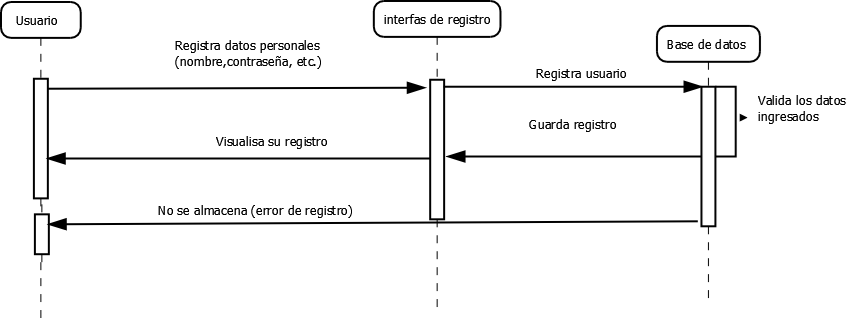 Usuario
interfas de registro
Base de datos
Registra datos personales
(nombre,contraseña, etc.)
Registra usuario
Valida los datos
ingresados
Guarda registro
Visualisa su registro
No se almacena (error de registro)